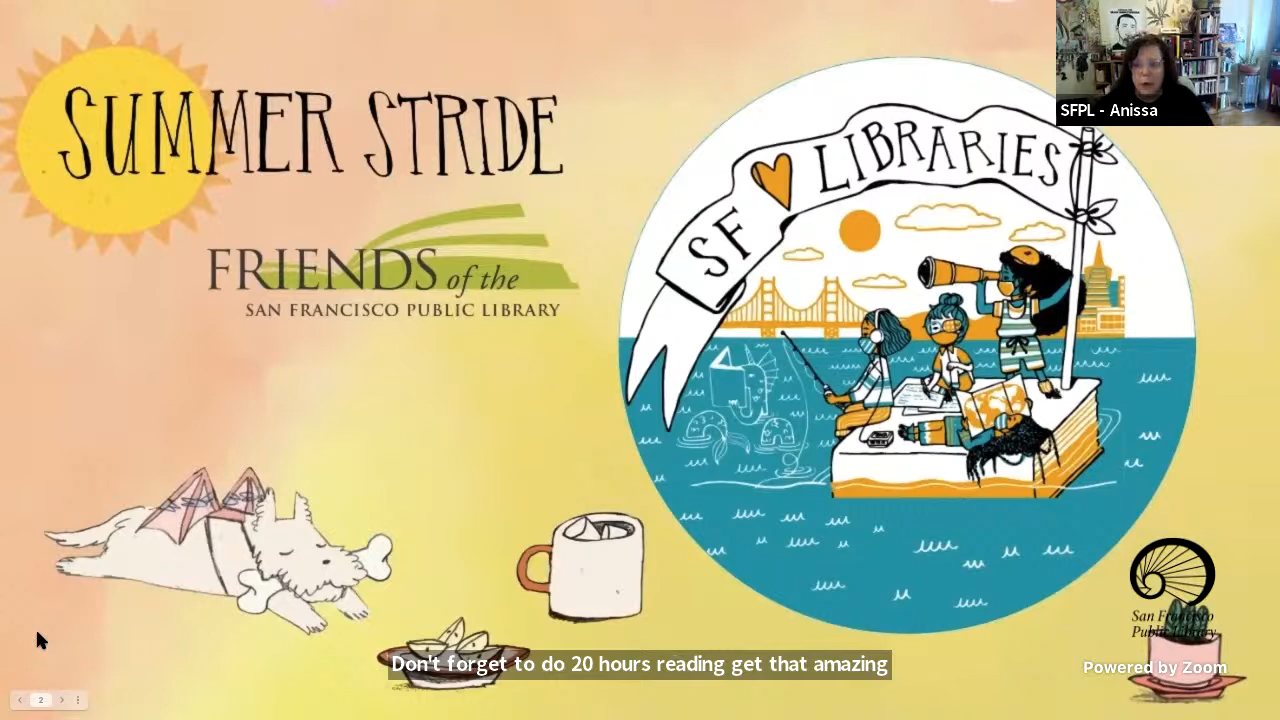 SUMMER STRIDE
FRIENDS of the
SAN FRANCISCO PUBLIC LIBRARY
SF LIBRARIES
SFPL - Anissa
San Francisco
Public Library
Don't forget to do 20 hours reading get that amazing
Powered by Zoom
2